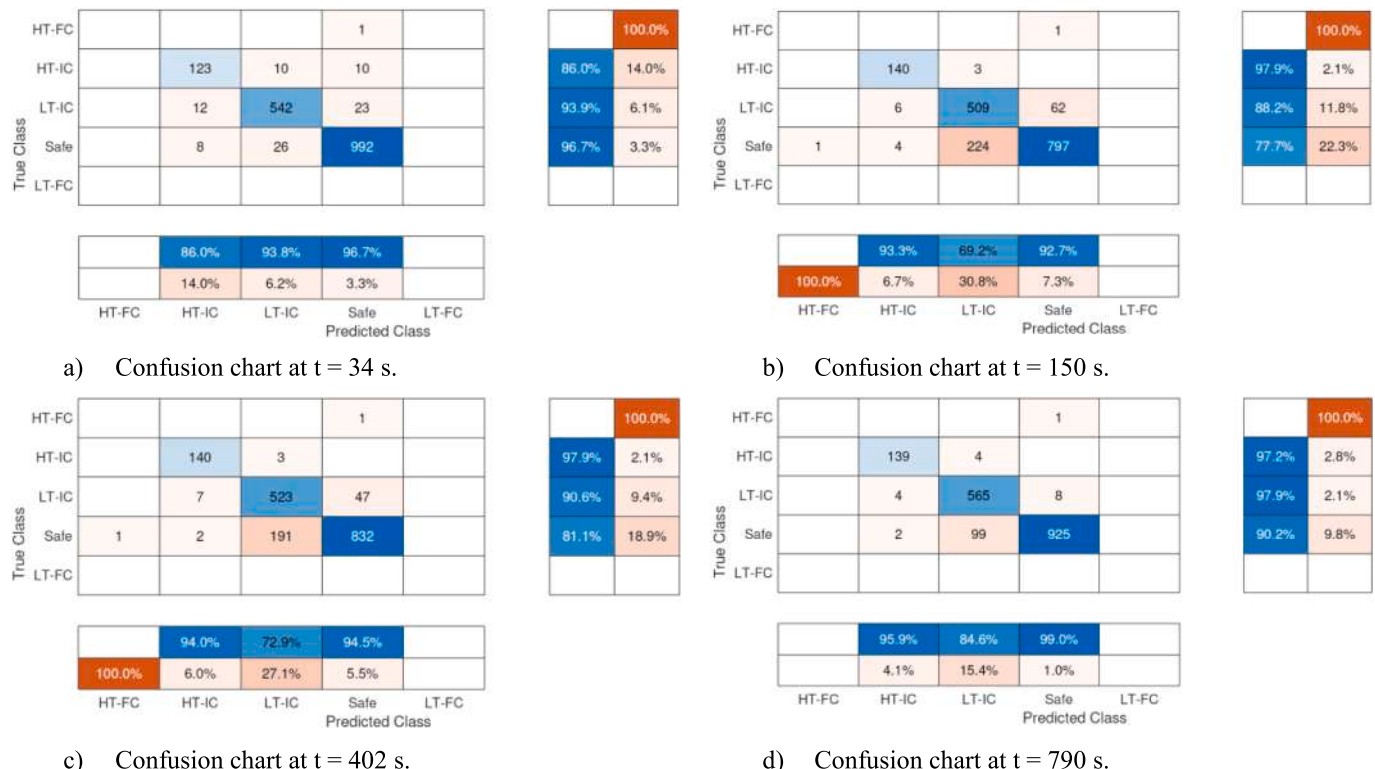 HT-FC 1 100.0%
HT-IC 123 10 10 86.0% 14.0%
LT-IC 12 542 23 93.9% 6.1%
Safe 8 26 992 96.7% 3.3%
LT-FC
True Class
86.0% 93.8% 96.7%
14.0% 6.2% 3.3%
HT-FC HT-IC LT-IC Safe LT-FC
Predicted Class
a) Confusion chart at t = 34 s.
HT-FC 1 100.0%
HT-IC 140 3 97.9% 2.1%
LT-IC 6 509 62 88.2% 11.8%
Safe 1 4 224 797 77.7% 22.3%
LT-FC
True Class
93.3% 69.2% 92.7%
100.0% 6.7% 30.8% 7.3%
HT-FC HT-IC LT-IC Safe LT-FC
Predicted Class
b) Confusion chart at t = 150 s.
HT-FC 1 100.0%
HT-IC 140 3 97.9% 2.1%
LT-IC 7 523 47 90.6% 9.4%
Safe 1 2 191 832 81.1% 18.9%
LT-FC
True Class
94.0% 72.9% 94.5%
100.0% 6.0% 27.1% 5.5%
HT-FC HT-IC LT-IC Safe LT-FC
Predicted Class
c) Confusion chart at t = 402 s.
HT-FC 1 100.0%
HT-IC 139 4 97.2% 2.8%
LT-IC 4 565 8 97.9% 2.1%
Safe 2 99 925 90.2% 9.8%
LT-FC
True Class
95.9% 84.6% 99.0%
4.1% 15.4% 1.0%
HT-FC HT-IC LT-IC Safe LT-FC
Predicted Class
d) Confusion chart at t = 790 s.